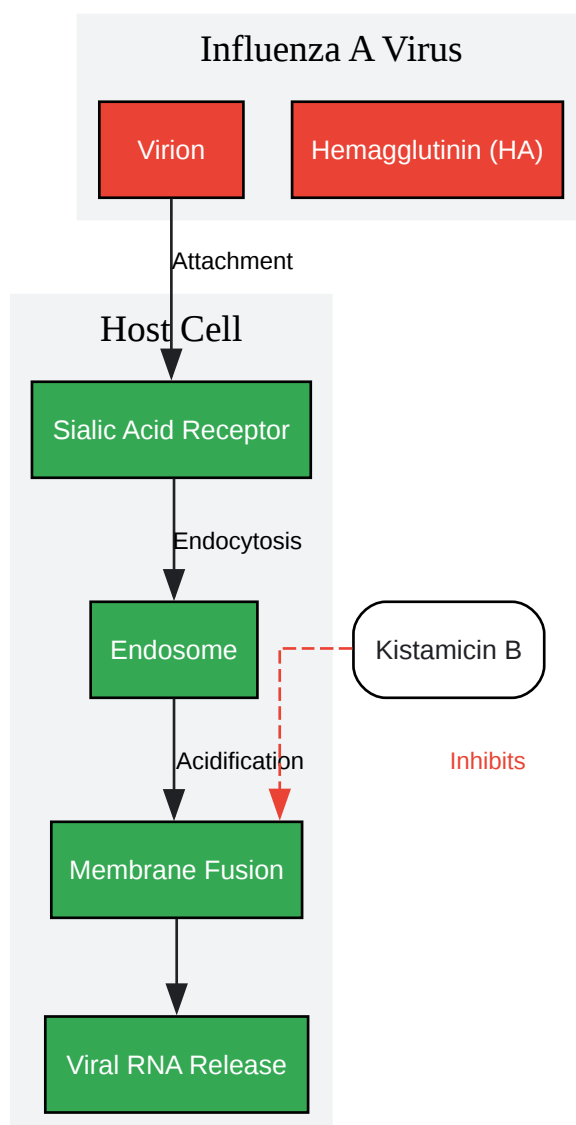 Influenza A Virus
Virion
Hemagglutinin (HA)
Attachment
Host Cell
Sialic Acid Receptor
Endocytosis
Endosome
Kistamicin B
Acidification
Inhibits
Membrane Fusion
Viral RNA Release